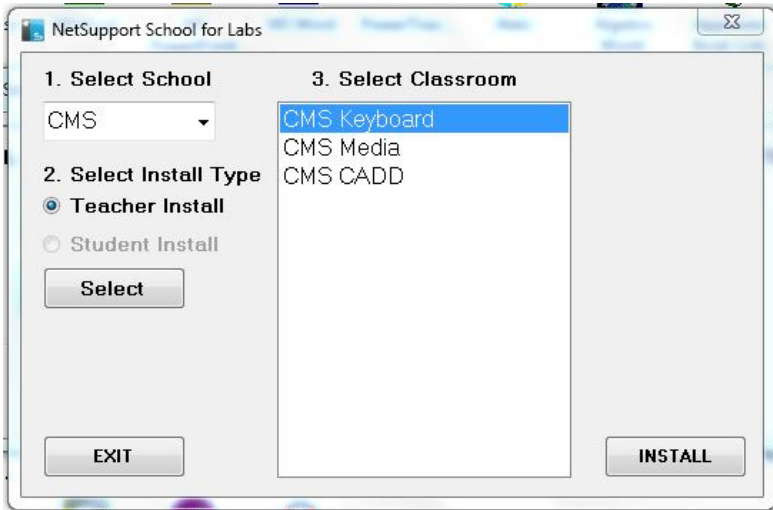 NetSupport School for Labs
1. Select School
CMS
2. Select Install Type
Teacher Install
Student Install
Select
EXIT
3. Select Classroom
CMS Keyboard
CMS Media
CMS CADD
INSTALL